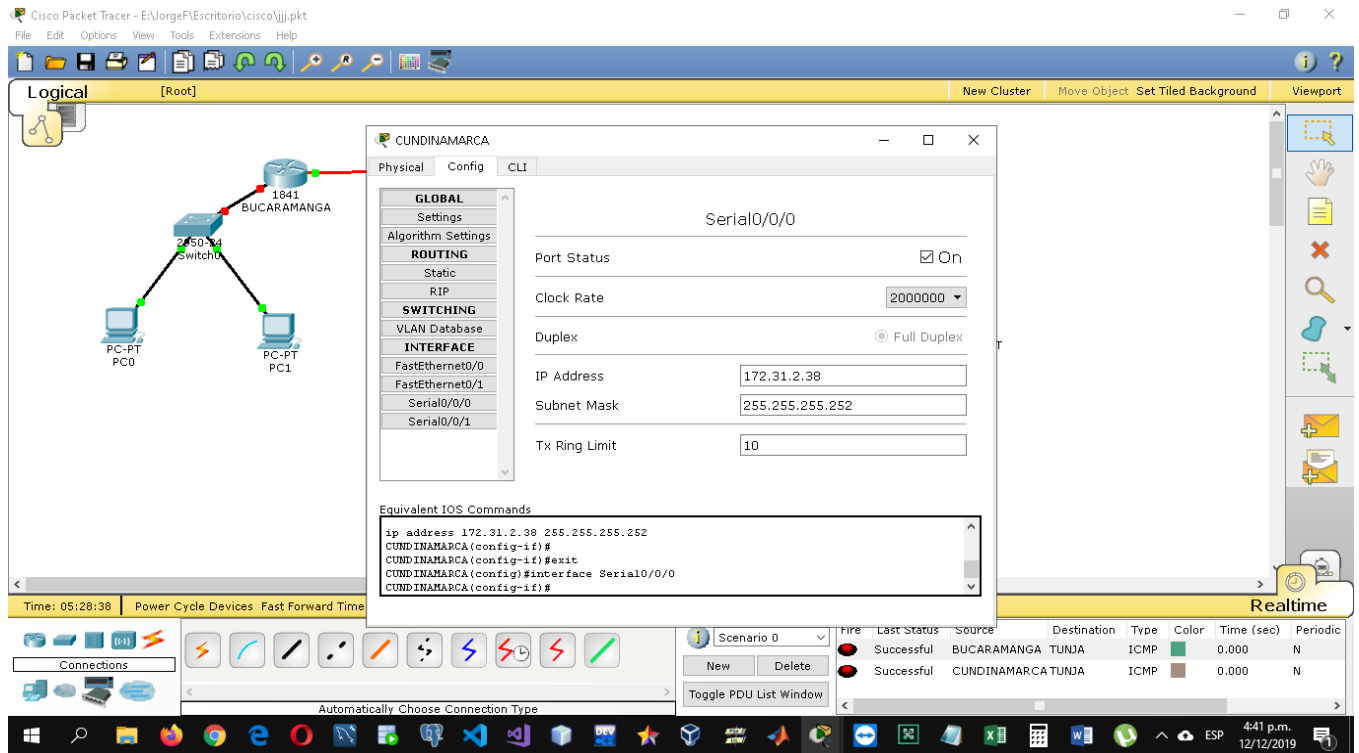 Cisco Packet Tracer - E:\JorgeF\Escritorio\cisco\jjj.pkt
File Edit Options View Tools Extensions Help
Logical [Root] New Cluster Move Object Set Tiled Background Viewport
CUNDINAMARCA
Physical Config CLI
1841
BUCARAMANGA
2950-24
Switch0
PC-PT
PC0
PC-PT
PC1
GLOBAL
Settings
Algorithm Settings
ROUTING
Static
RIP
SWITCHING
VLAN Database
INTERFACE
FastEthernet0/0
FastEthernet0/1
Serial0/0/0
Serial0/0/1
Serial0/0/0
Port Status On
Clock Rate 2000000
Duplex Full Duplex
IP Address 172.31.2.38
Subnet Mask 255.255.255.252
Tx Ring Limit 10
T
Equivalent IOS Commands
ip address 172.31.2.38 255.255.255.252
CUNDINAMARCA(config-if)#
CUNDINAMARCA(config-if)#exit
CUNDINAMARCA(config)#interface Serial0/0/0
CUNDINAMARCA(config-if)#
Time: 05:28:38 Power Cycle Devices Fast Forward Time
Realtime
Connections
Automatically Choose Connection Type
Scenario 0
New Delete
Toggle PDU List Window
Fire Last Status Source Destination Type Color Time (sec) Periodic
Successful BUCARAMANGA TUNJA ICMP 0.000 N
Successful CUNDINAMARCA TUNJA ICMP 0.000 N
ESP
4:41 p.m.
12/12/2019